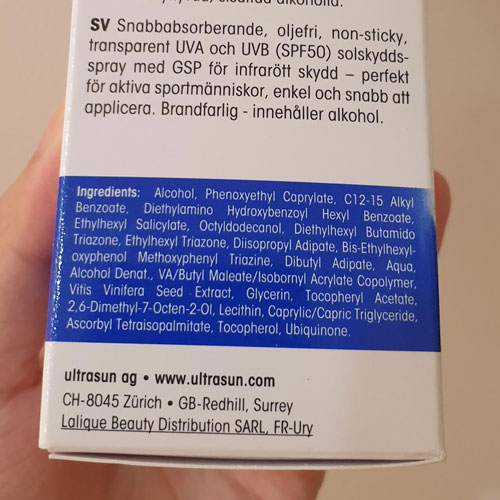 alkoholia.
SV Snabbabsorberande, oljefri, non-sticky,
transparent UVA och UVB (SPF50) solskydds-
spray med GSP för infrarött skydd – perfekt
för aktiva sportmänniskor, enkel och snabb att
applicera. Brandfarlig - innehåller alkohol.
Ingredients: Alcohol, Phenoxyethyl Caprylate, C12-15 Alkyl
Benzoate, Diethylamino Hydroxybenzoyl Hexyl Benzoate,
Ethylhexyl Salicylate, Octyldodecanol, Diethylhexyl Butamido
Triazone, Ethylhexyl Triazone, Diisopropyl Adipate, Bis-Ethylhexyl-
oxyphenol Methoxyphenyl Triazine, Dibutyl Adipate, Aqua,
Alcohol Denat., VA/Butyl Maleate/Isobornyl Acrylate Copolymer,
Vitis Vinifera Seed Extract, Glycerin, Tocopheryl Acetate,
2,6-Dimethyl-7-Octen-2-Ol, Lecithin, Caprylic/Capric Triglyceride,
Ascorbyl Tetraisopalmitate, Tocopherol, Ubiquinone.
ultrasun ag • www.ultrasun.com
CH-8045 Zürich • GB-Redhill, Surrey
Lalique Beauty Distribution SARL, FR-Ury